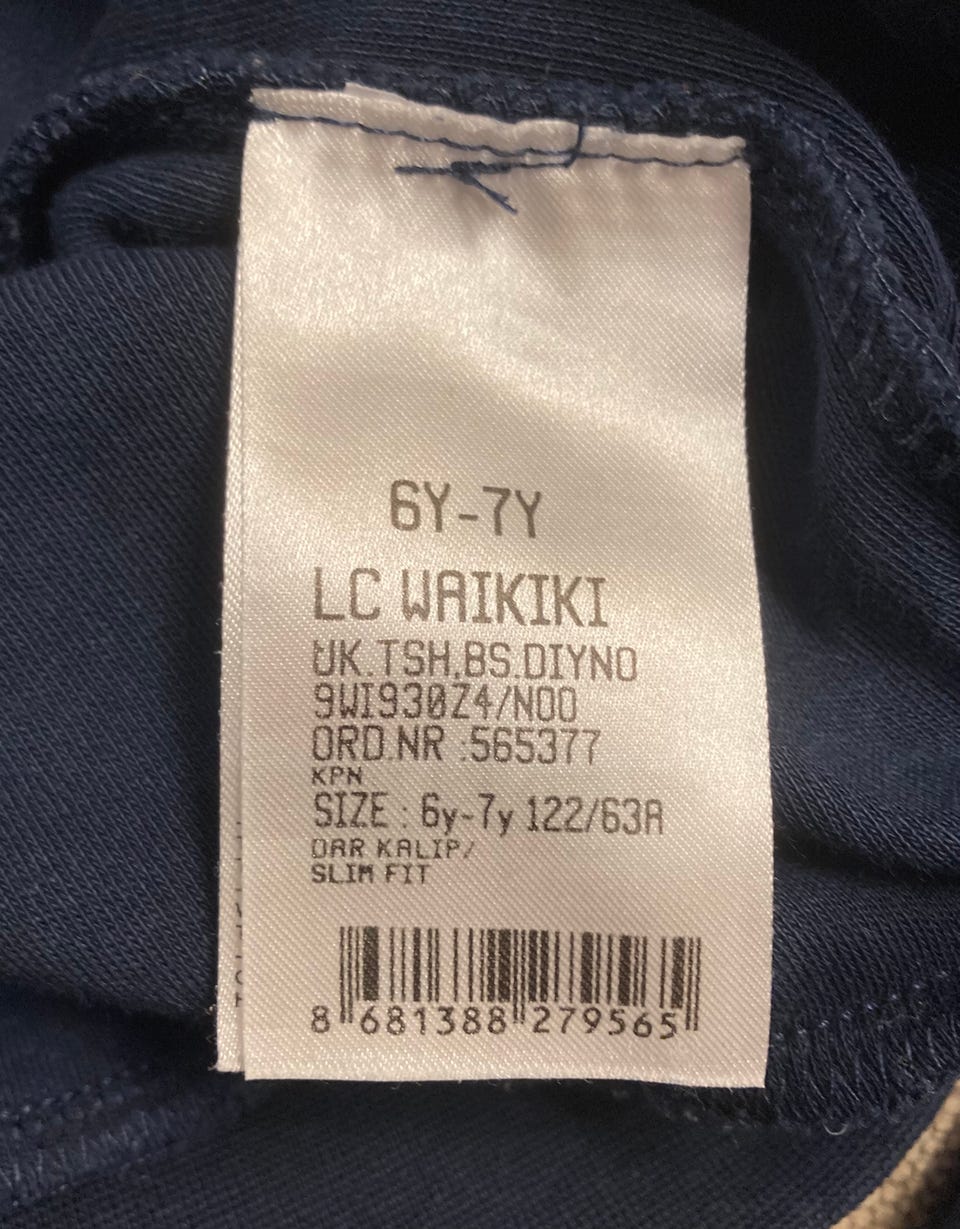 6Y-7Y
LC WAIKIKI
UK.TSH.BS.DIYNO
9WI930Z4/N00
ORD.NR :565377
KPN
SIZE : 6y-7y 122/63A
DAR KALIP/
SLIM FIT
8 681388 279565